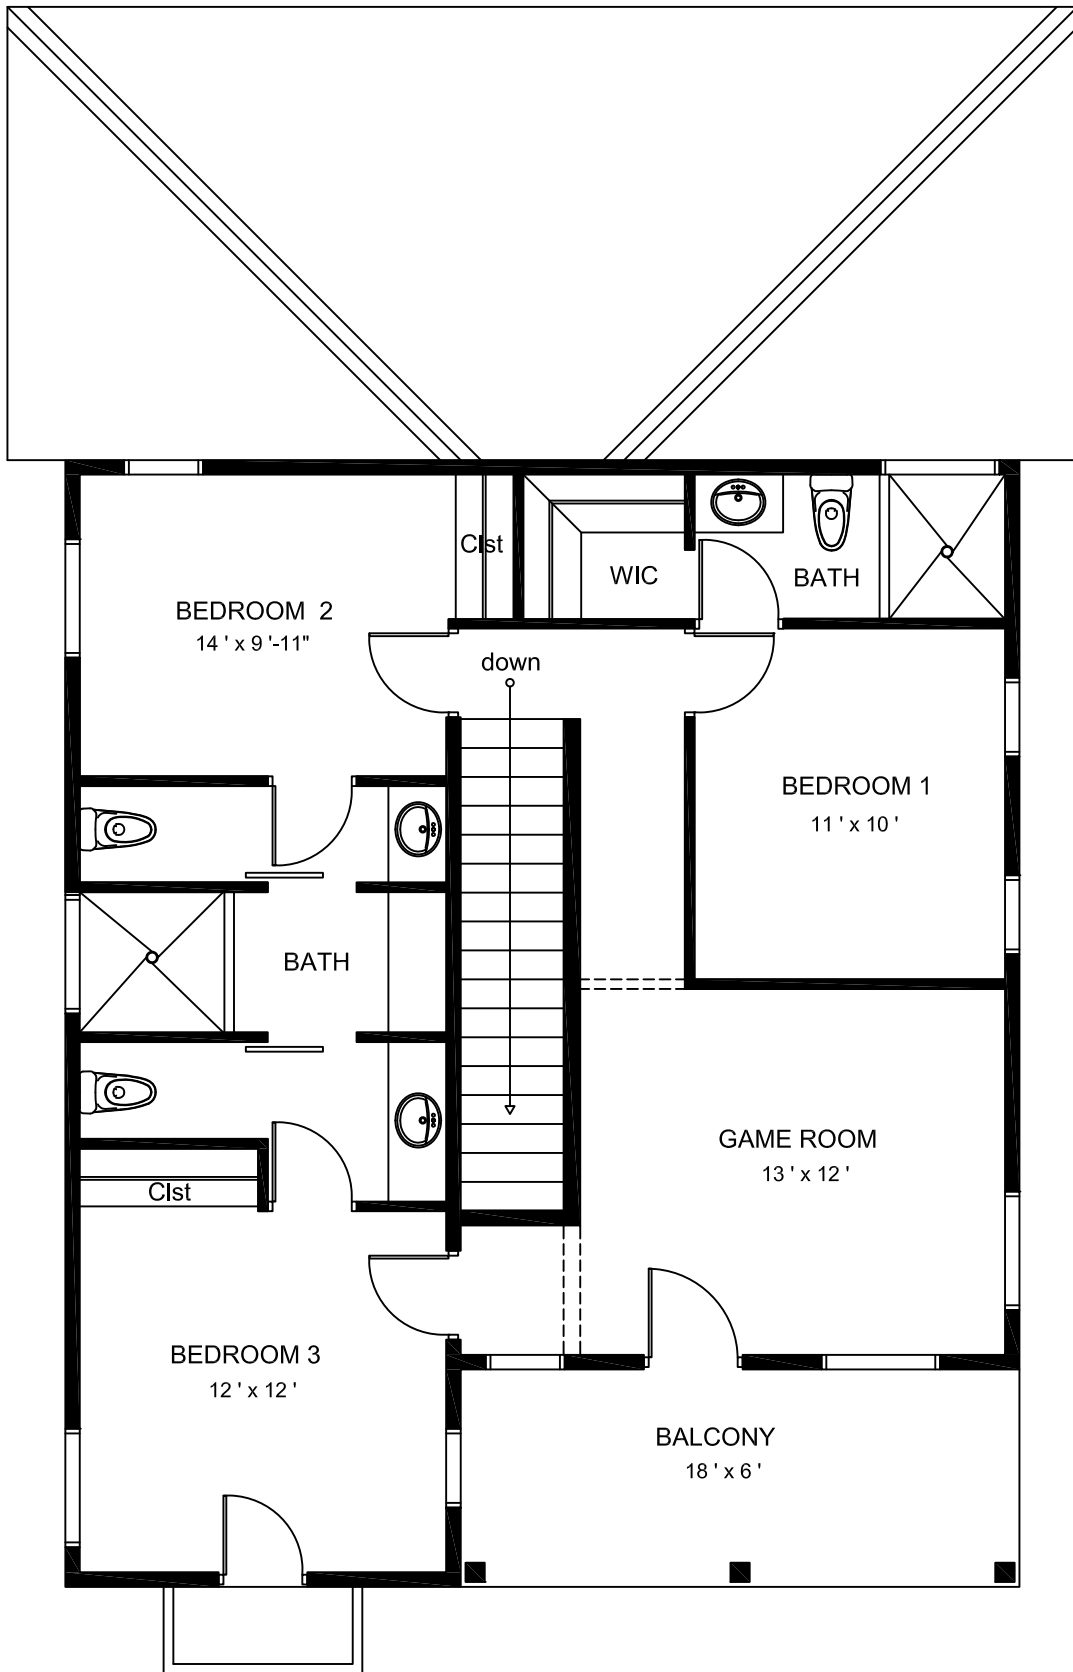 Clst
WIC
BATH
BEDROOM 2
14 ' x 9 '-11"
down
BEDROOM 1
11 ' x 10 '
BATH
GAME ROOM
13 ' x 12 '
Clst
BEDROOM 3
12 ' x 12 '
BALCONY
18 ' x 6 '